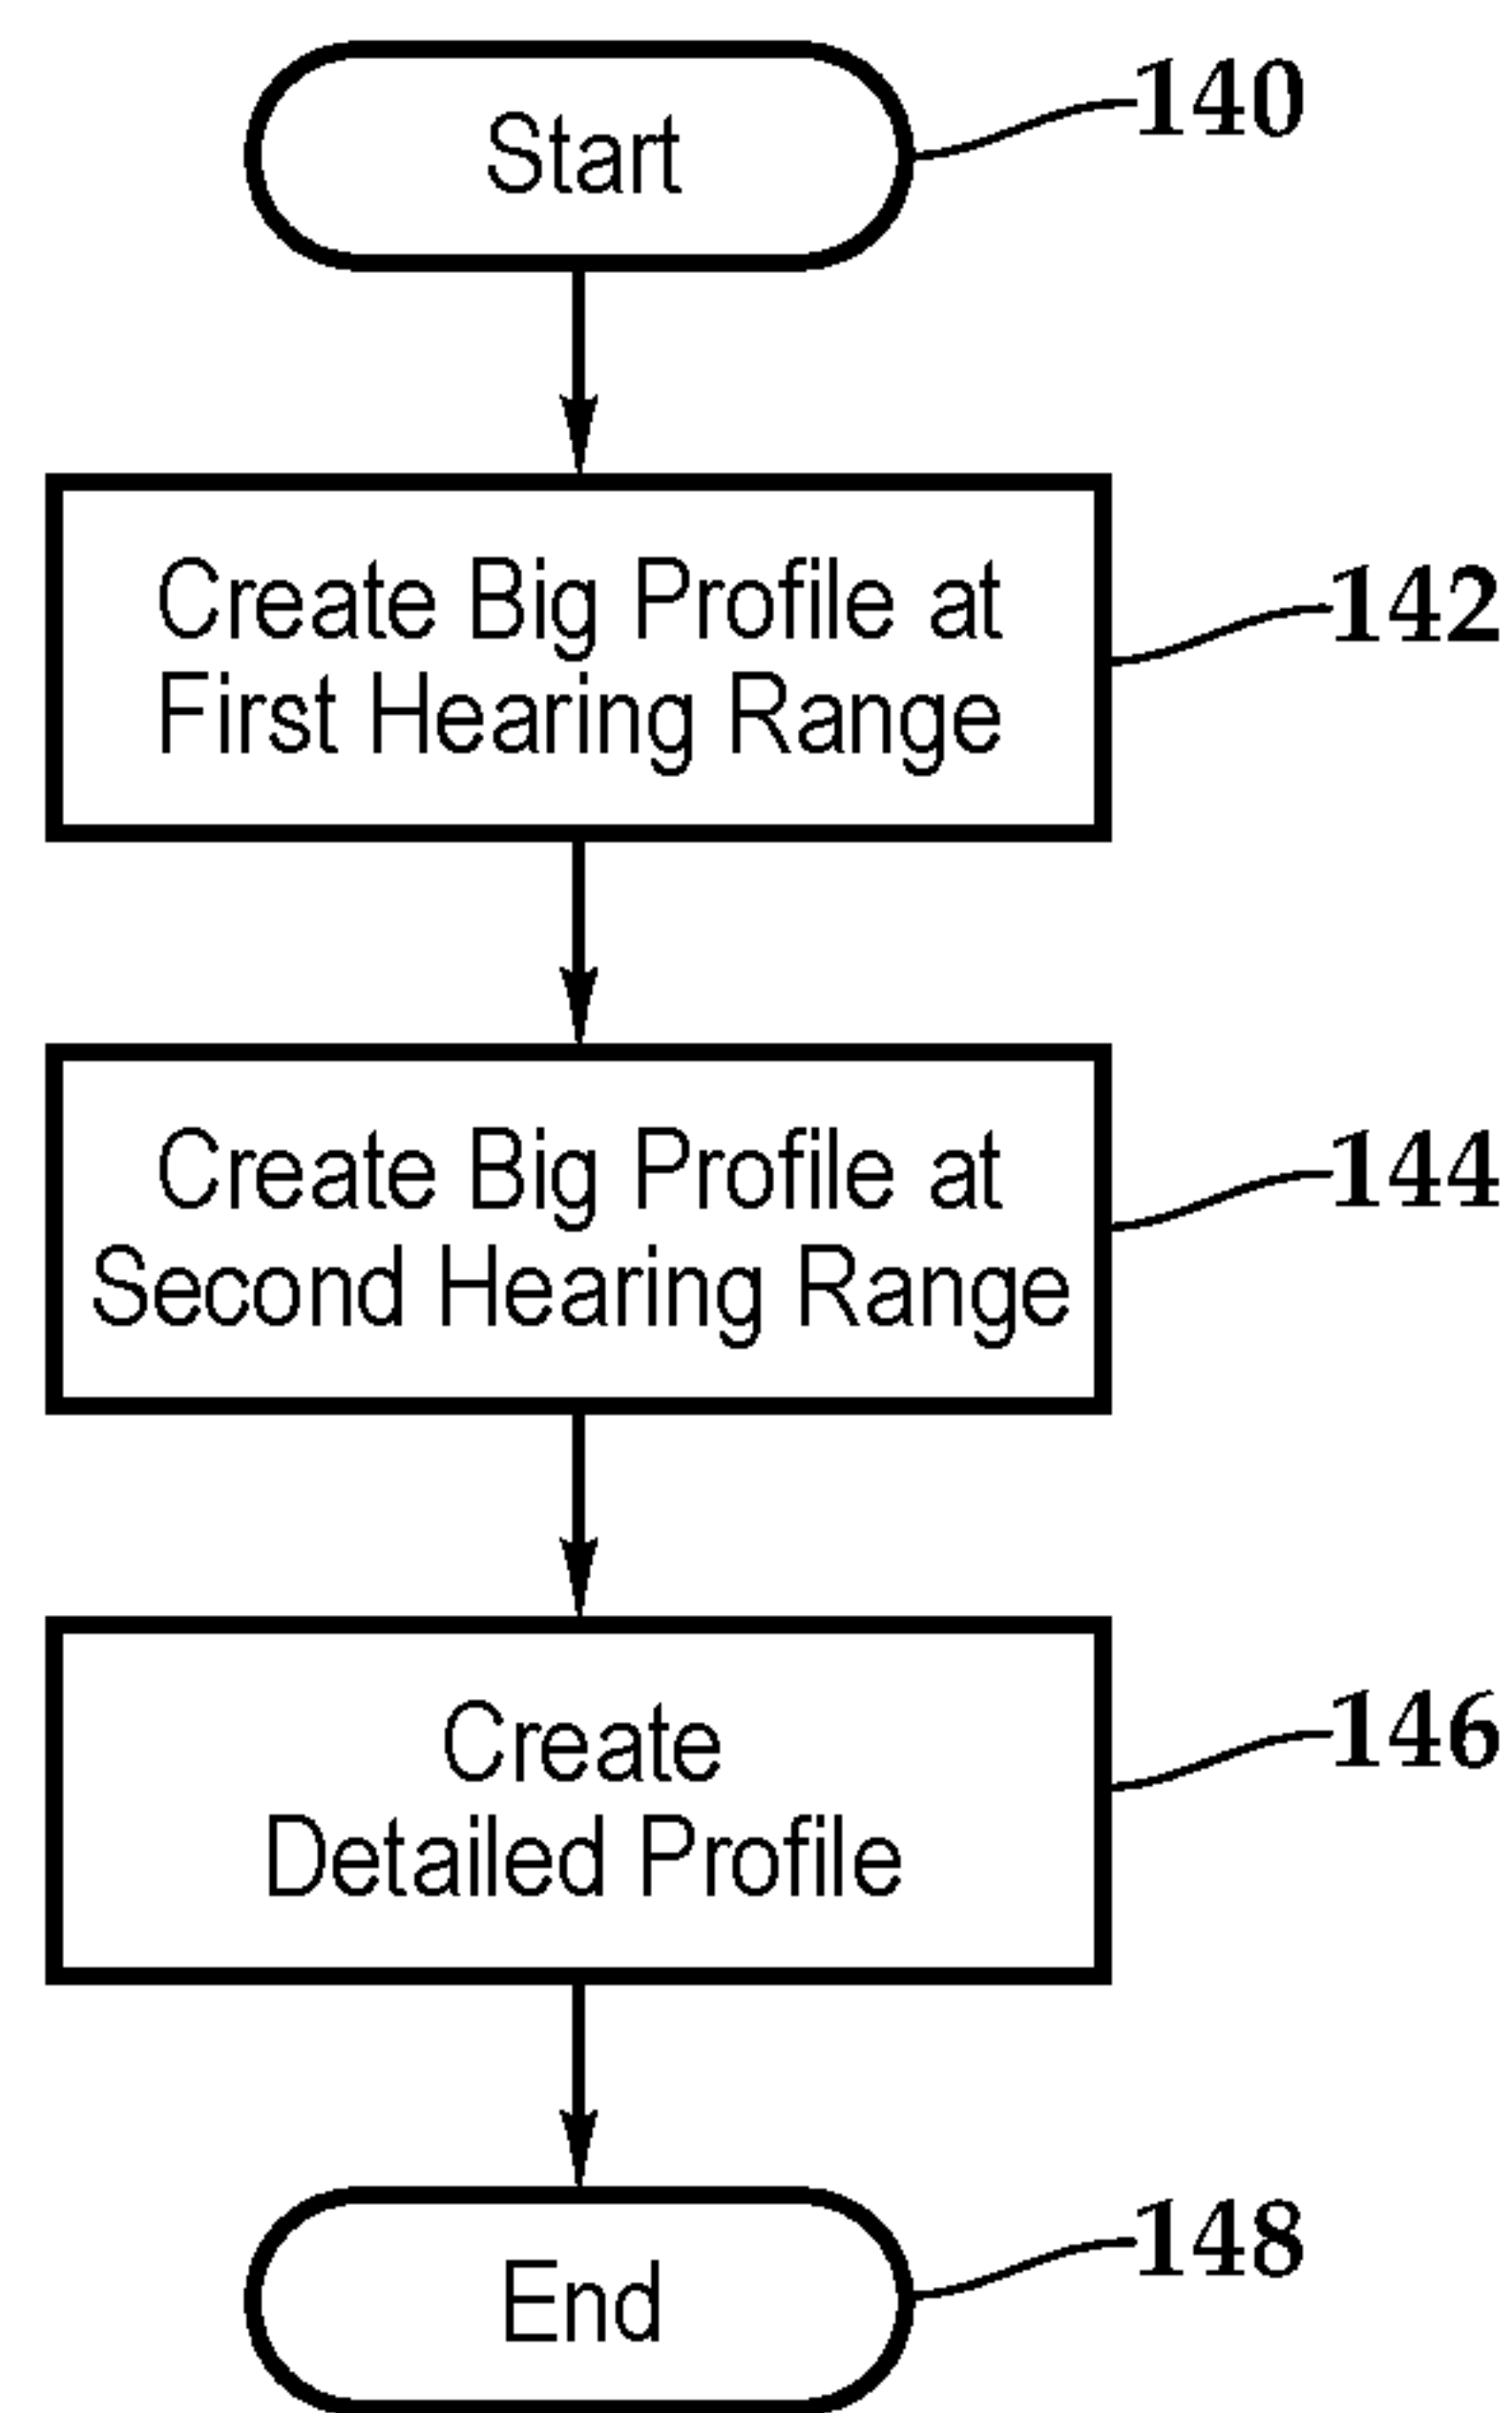 Start
140
Create Big Profile at
First Hearing Range
142
Create Big Profile at
Second Hearing Range
144
Create
Detailed Profile
146
End
148